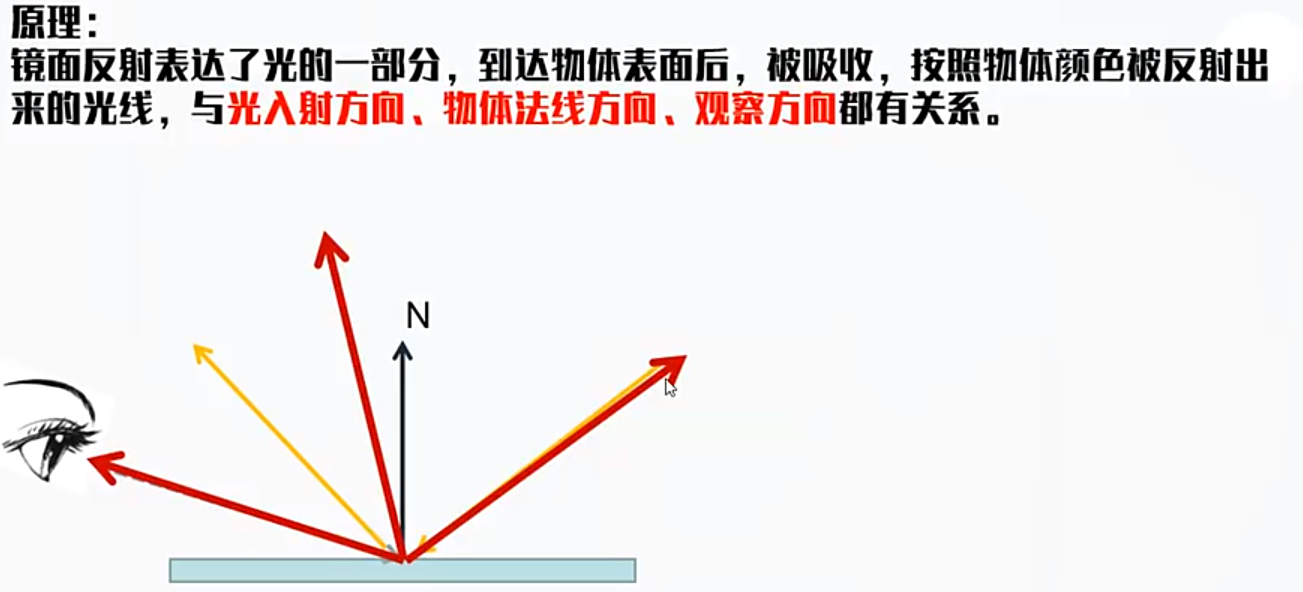 原理：
镜面反射表达了光的一部分，到达物体表面后，被吸收，按照物体颜色被反射出
来的光线，与光入射方向、物体法线方向、观察方向都有关系。
N